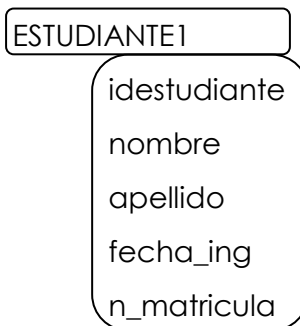 ESTUDIANTE1
idestudiante
nombre
apellido
fecha_ing
n_matricula